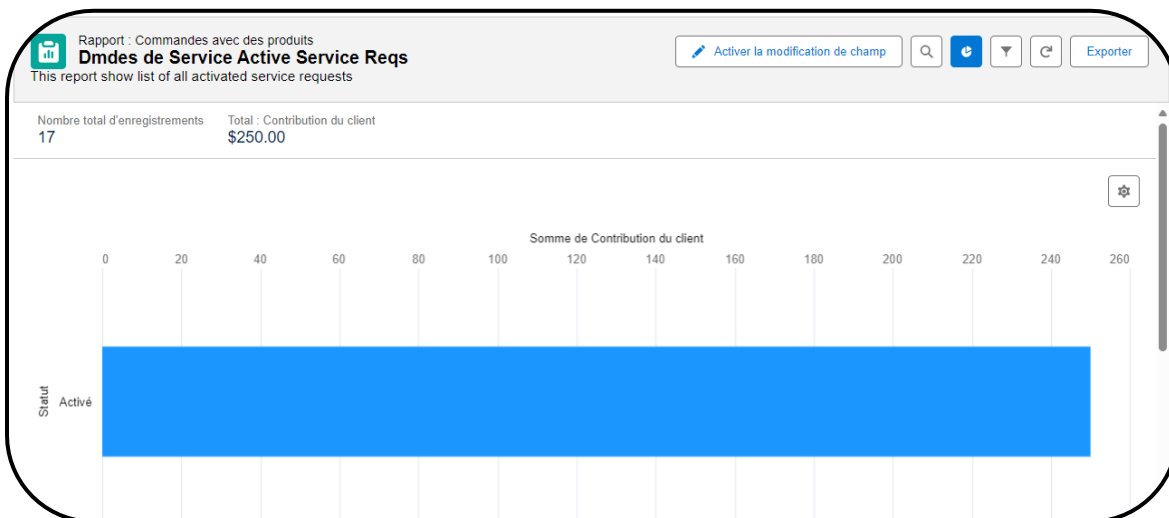 Rapport : Commandes avec des produits
Dmdes de Service Active Service Reqs
This report show list of all activated service requests
Activer la modification de champ
Exporter
Nombre total d'enregistrements
17
Total : Contribution du client
$250.00
Somme de Contribution du client
0 20 40 60 80 100 120 140 160 180 200 220 240 260
Statut
Activé